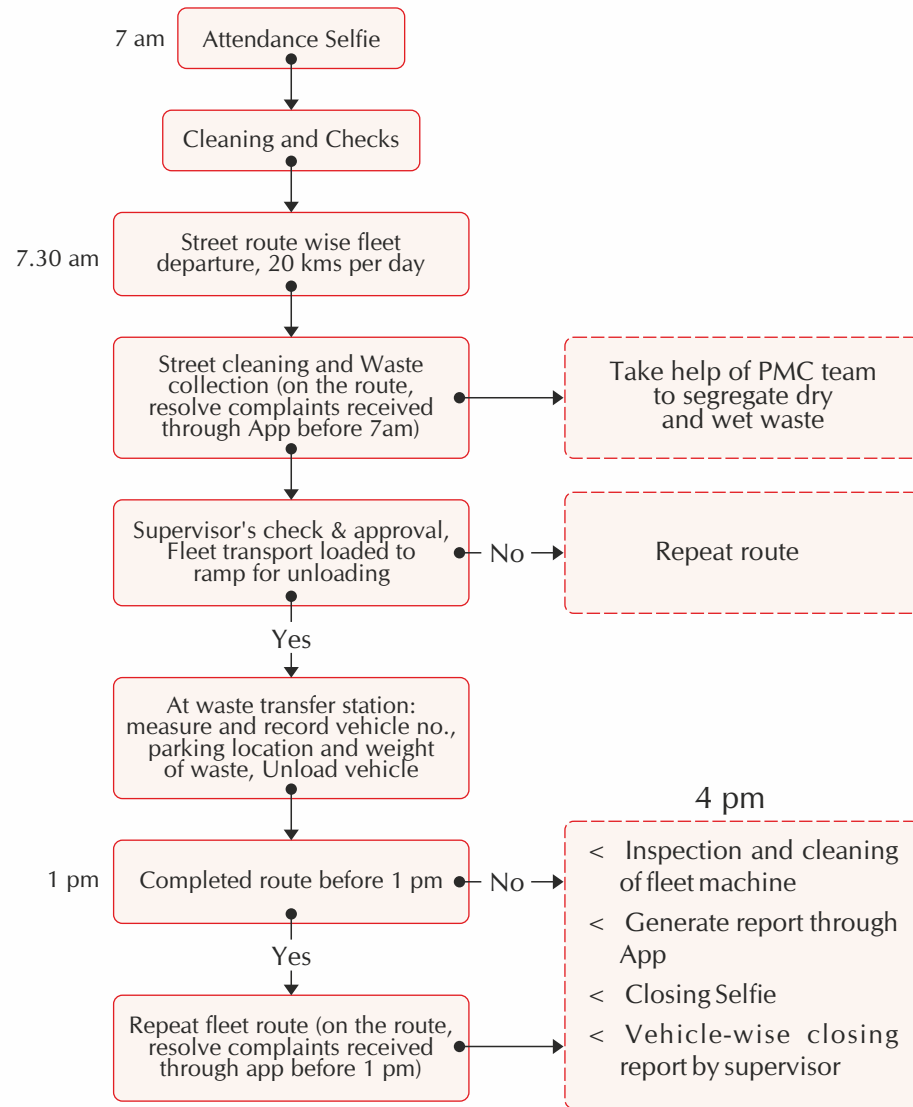 7 am
Attendance Selfie
Cleaning and Checks
7.30 am
Street route wise fleet
departure, 20 kms per day
Street cleaning and Waste
collection (on the route,
resolve complaints received
through App before 7am)
Take help of PMC team
to segregate dry
and wet waste
Supervisor's check & approval,
Fleet transport loaded to
ramp for unloading
No
Repeat route
Yes
At waste transfer station:
measure and record vehicle no.,
parking location and weight
of waste, Unload vehicle
1 pm
Completed route before 1 pm
No
Yes
Repeat fleet route (on the route,
resolve complaints received
through app before 1 pm)
4 pm
< Inspection and cleaning
of fleet machine
< Generate report through
App
< Closing Selfie
< Vehicle-wise closing
report by supervisor